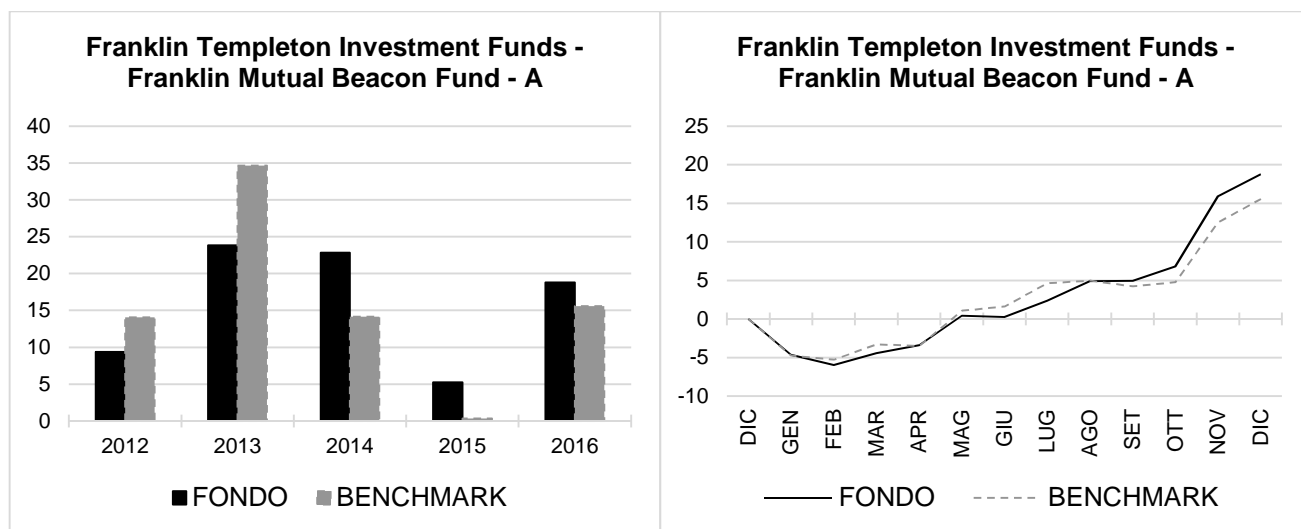 Franklin Templeton Investment Funds -
Franklin Mutual Beacon Fund - A
40
35
30
25
20
15
10
5
0
2012 2013 2014 2015 2016
FONDO BENCHMARK
Franklin Templeton Investment Funds -
Franklin Mutual Beacon Fund - A
25
20
15
10
5
0
-5
-10
DIC GEN FEB MAR APR MAG GIU LUG AGO SET OTT NOV DIC
FONDO BENCHMARK